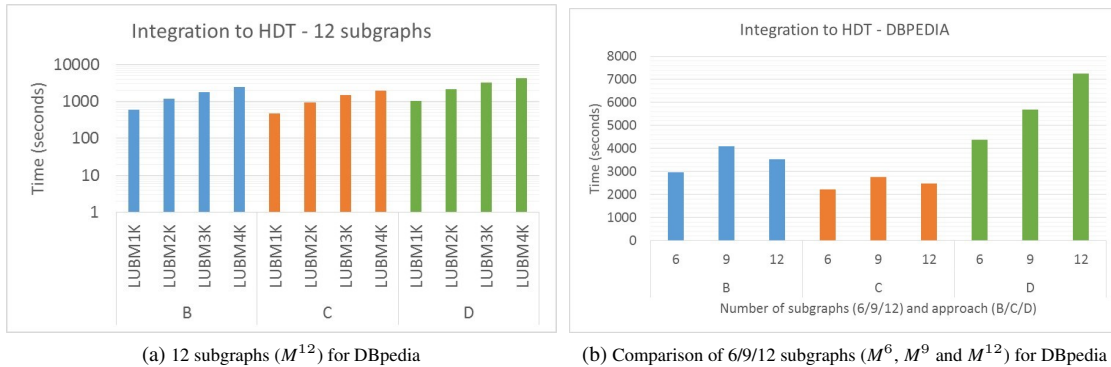 Integration to HDT - 12 subgraphs
Time (seconds)
10000
1000
100
10
1
LUBM1K LUBM2K LUBM3K LUBM4K LUBM1K LUBM2K LUBM3K LUBM4K LUBM1K LUBM2K LUBM3K LUBM4K
B C D
(a) 12 subgraphs (M¹²) for DBpedia
Integration to HDT - DBPEDIA
Time (seconds)
8000
7000
6000
5000
4000
3000
2000
1000
0
6 9 12 6 9 12 6 9 12
B C D
Number of subgraphs (6/9/12) and approach (B/C/D)
(b) Comparison of 6/9/12 subgraphs (M⁶, M⁹ and M¹²) for DBpedia